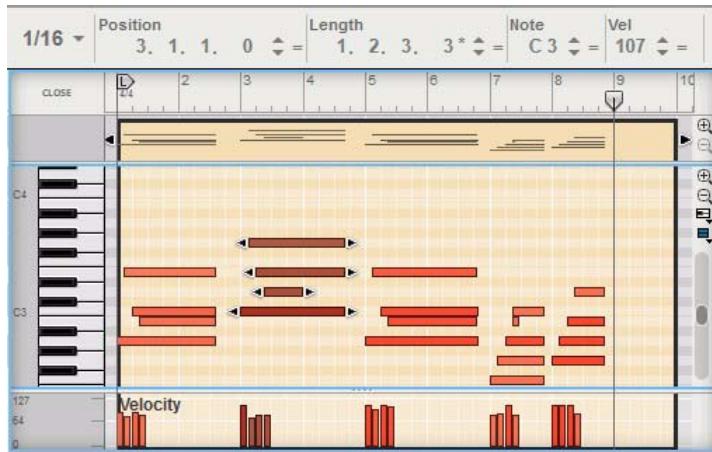 Position Length Note Vel
1/16 3. 1. 1. 0 = 1. 2. 3. 3* = C 3 = 107 =
CLOSE L 2 3 4 5 6 7 8 9 10
4/4
C4
C3
127 Velocity
64
0